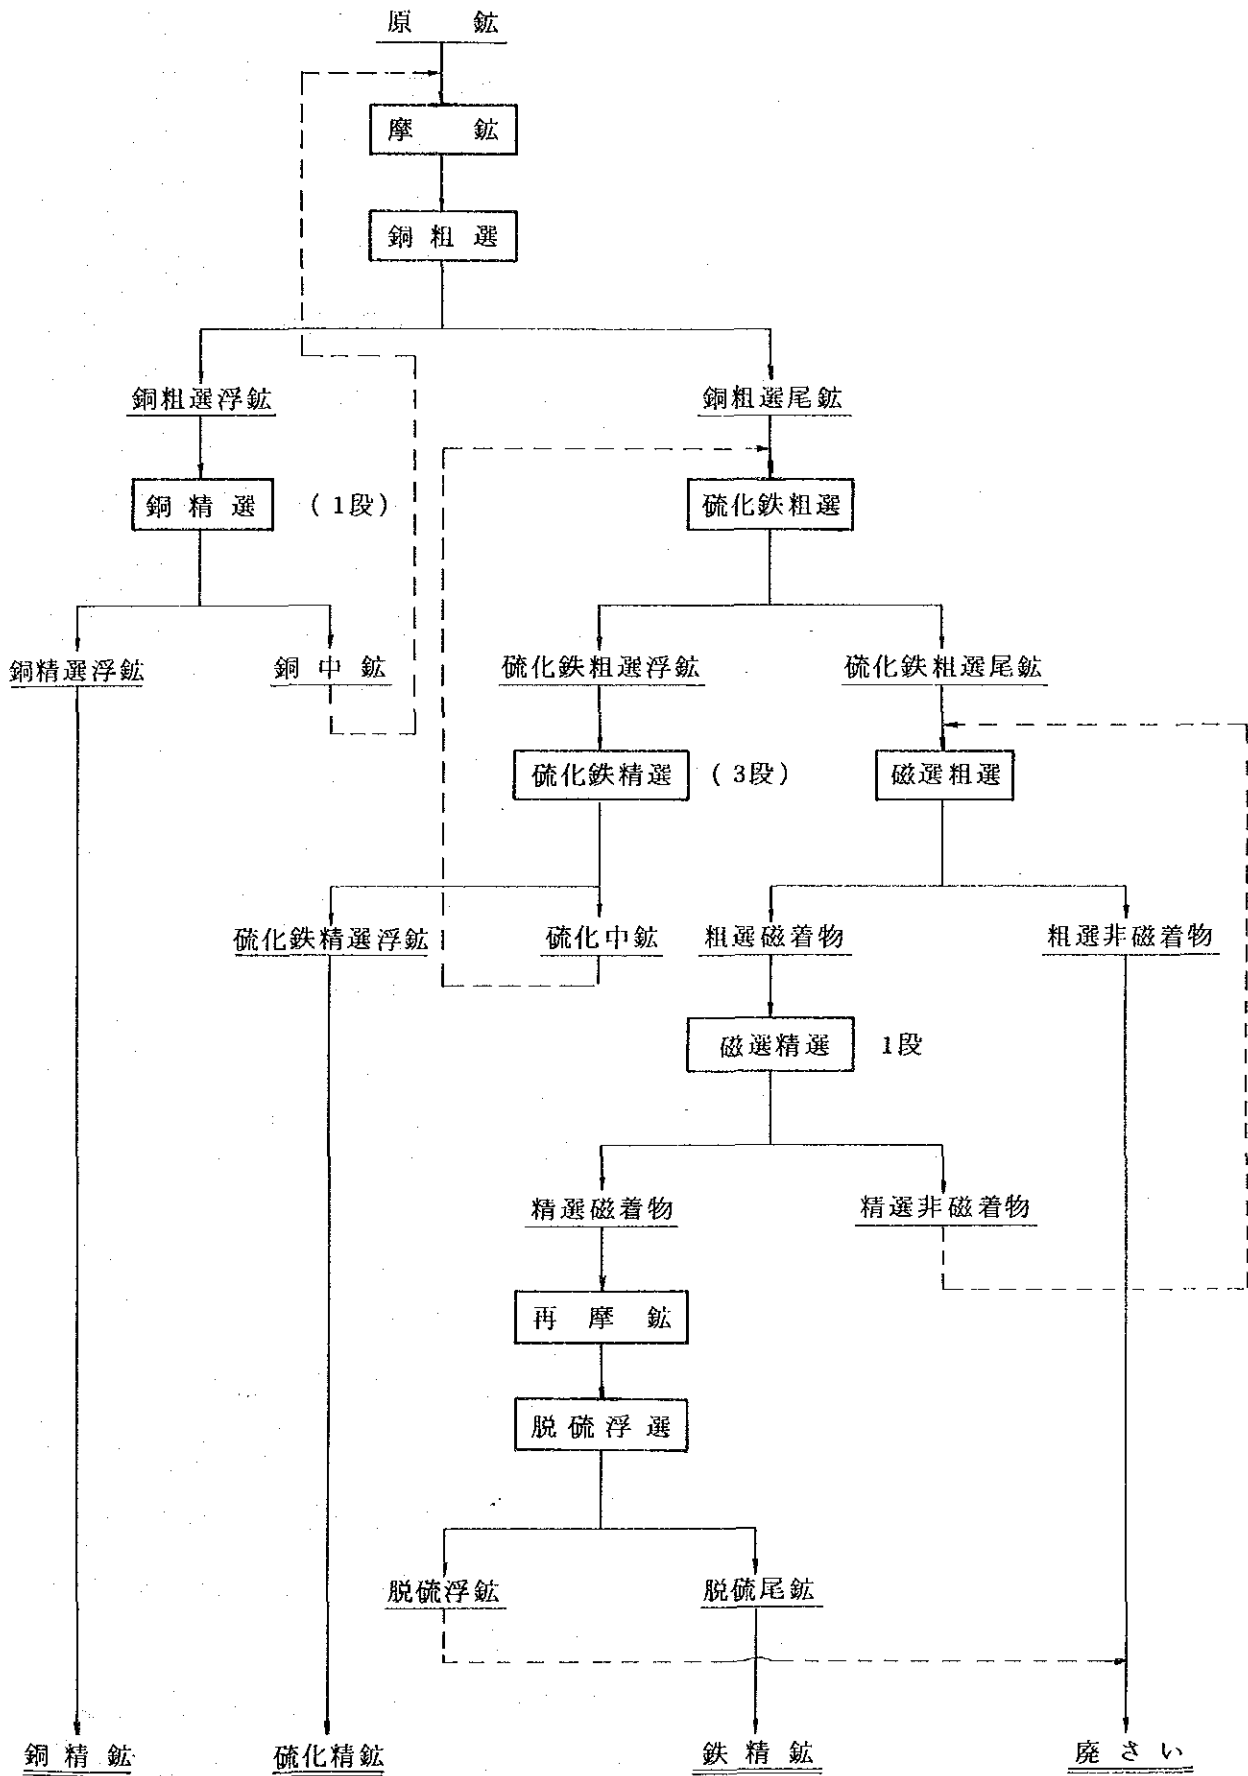 原鉱
摩鉱
銅粗選
銅粗選浮鉱
銅粗選尾鉱
銅精選 (1段)
硫化鉄粗選
銅精選浮鉱
銅中鉱
硫化鉄粗選浮鉱
硫化鉄粗選尾鉱
硫化鉄精選 (3段)
磁選粗選
硫化鉄精選浮鉱
硫化中鉱
粗選磁着物
粗選非磁着物
磁選精選 1段
精選磁着物
精選非磁着物
再摩鉱
脱硫浮選
脱硫浮鉱
脱硫尾鉱
銅精鉱
硫化精鉱
鉄精鉱
廃さい